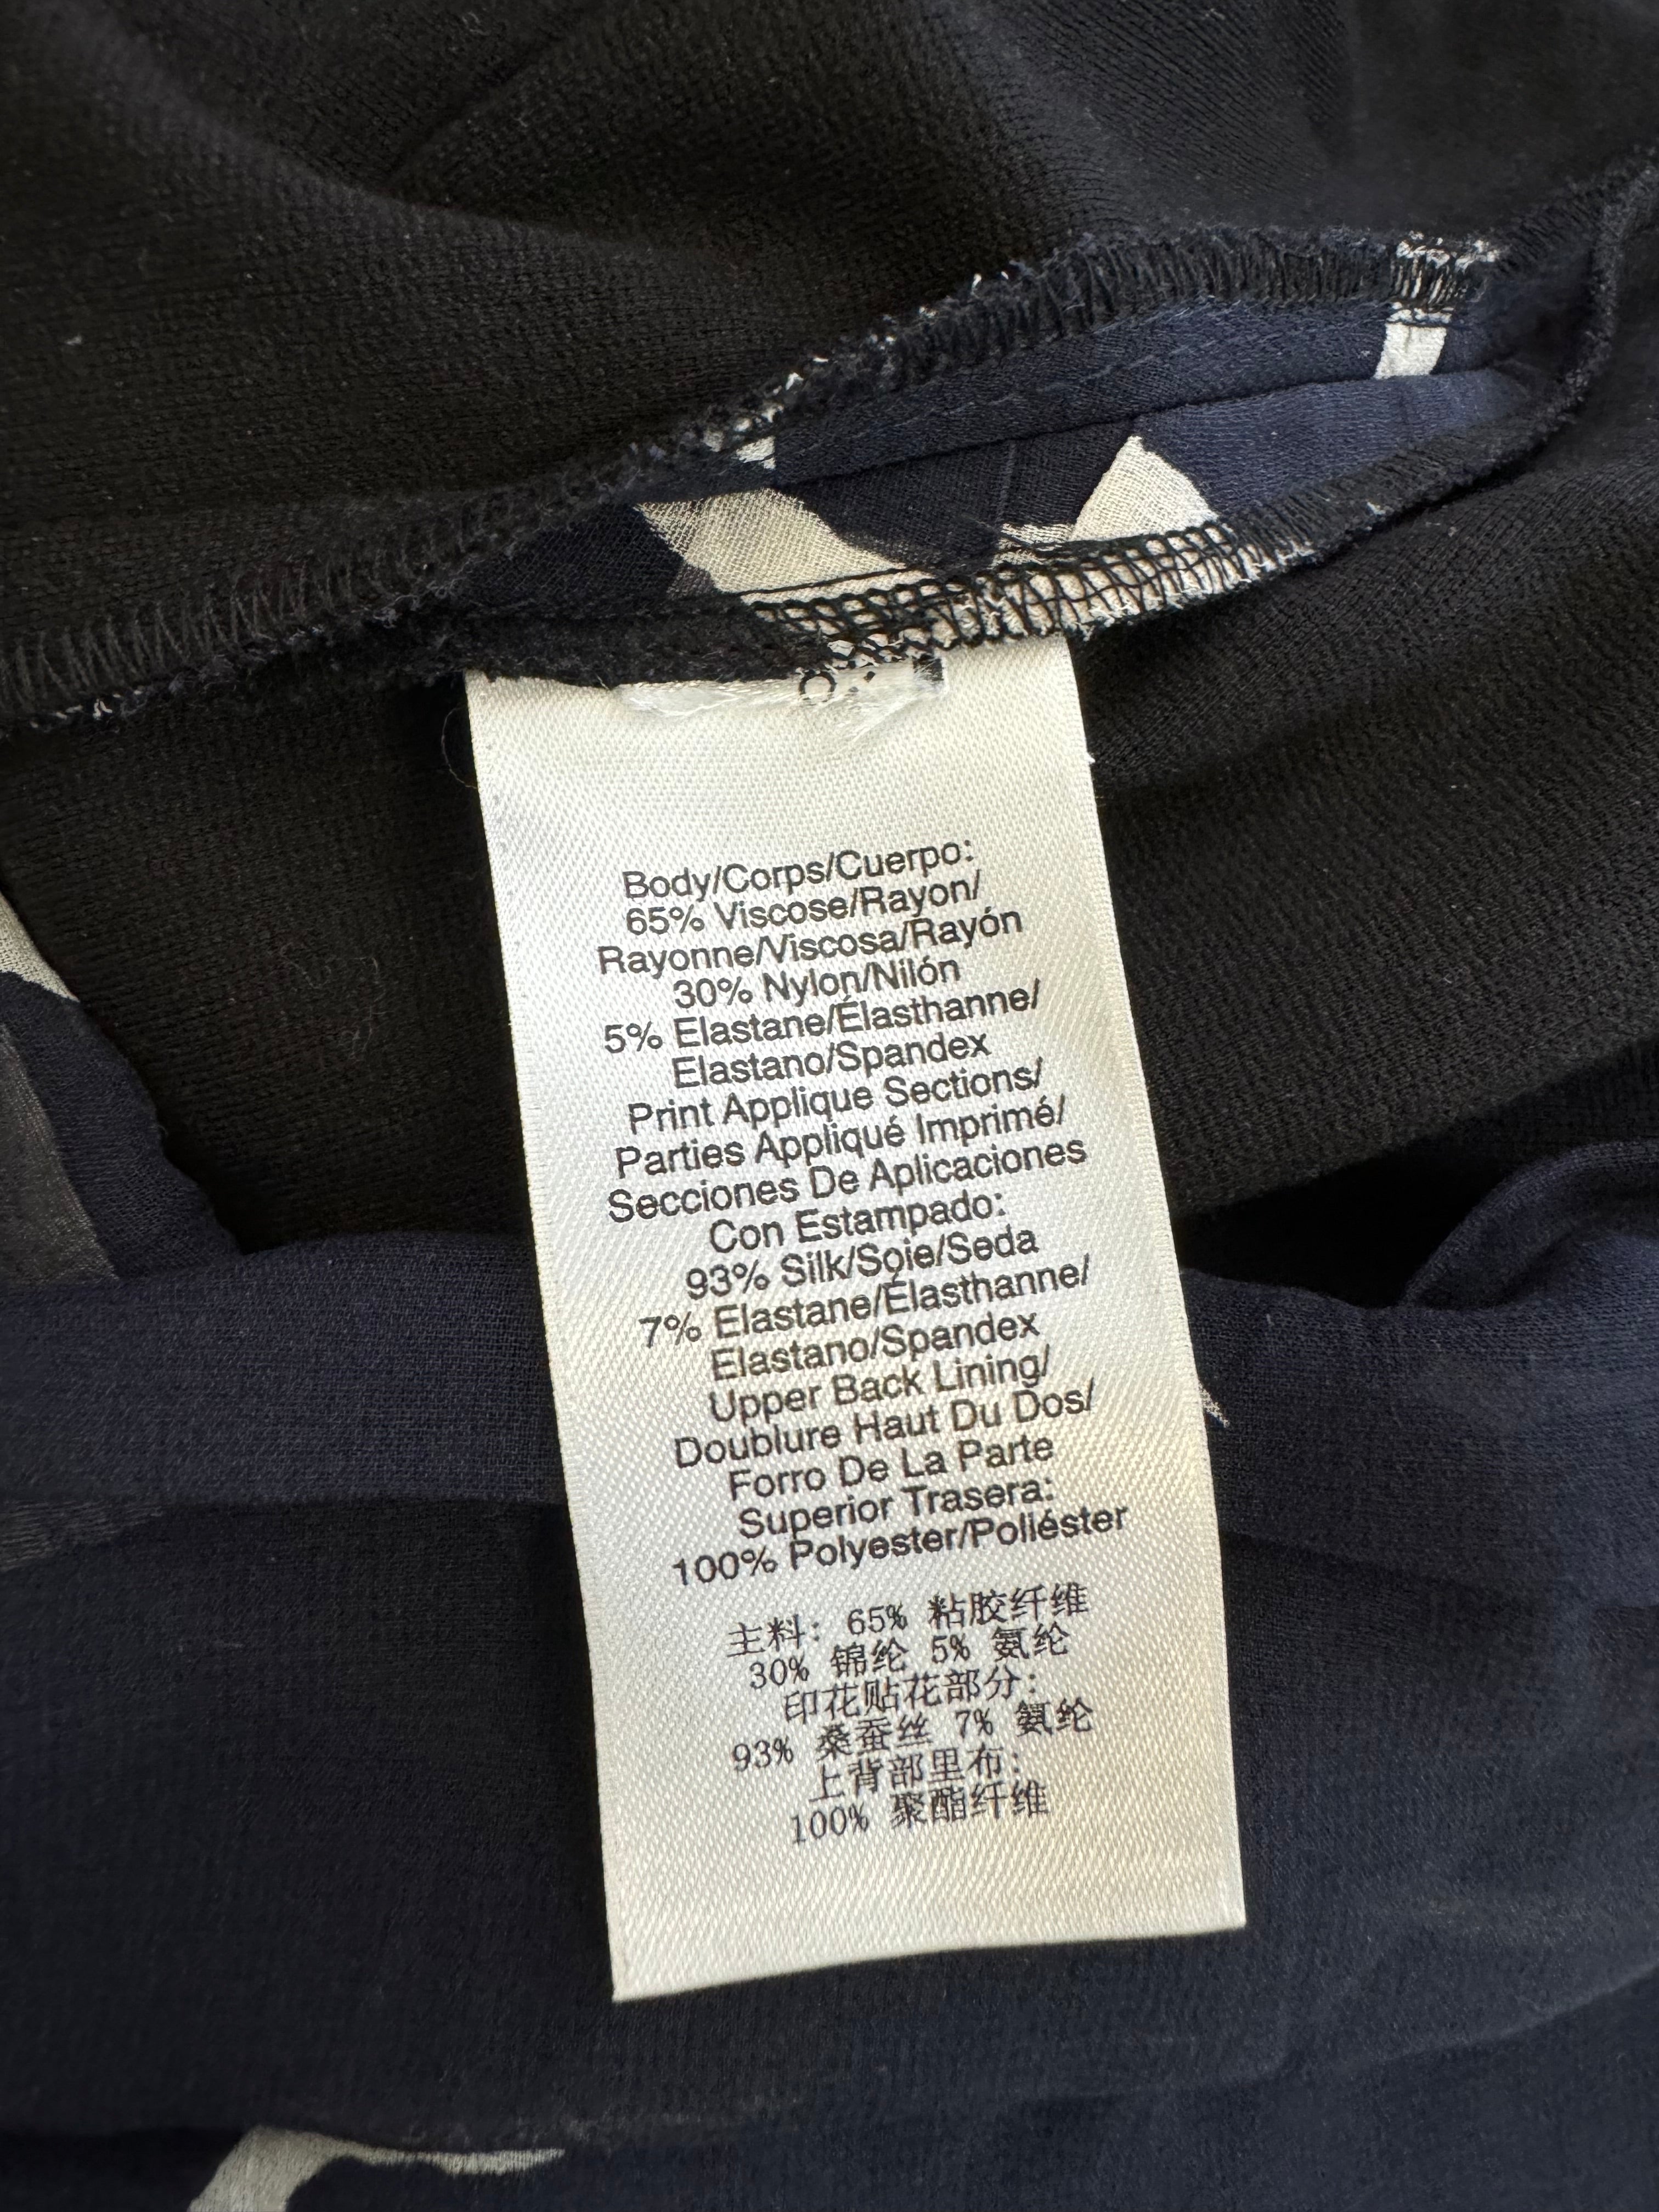 Body/Corps/Cuerpo:
65% Viscose/Rayon/
Rayonne/Viscosa/Rayón
30% Nylon/Nilón
5% Elastane/Élasthanne/
Elastano/Spandex
Print Applique Sections/
Parties Appliqué Imprimé/
Secciones De Aplicaciones
Con Estampado:
93% Silk/Soie/Seda
7% Elastane/Élasthanne/
Elastano/Spandex
Upper Back Lining/
Doublure Haut Du Dos/
Forro De La Parte
Superior Trasera:
100% Polyester/Poliéster
主料: 65% 粘胶纤维
30% 锦纶 5% 氨纶
印花贴花部分:
93% 桑蚕丝 7% 氨纶
上背部里布:
100% 聚酯纤维